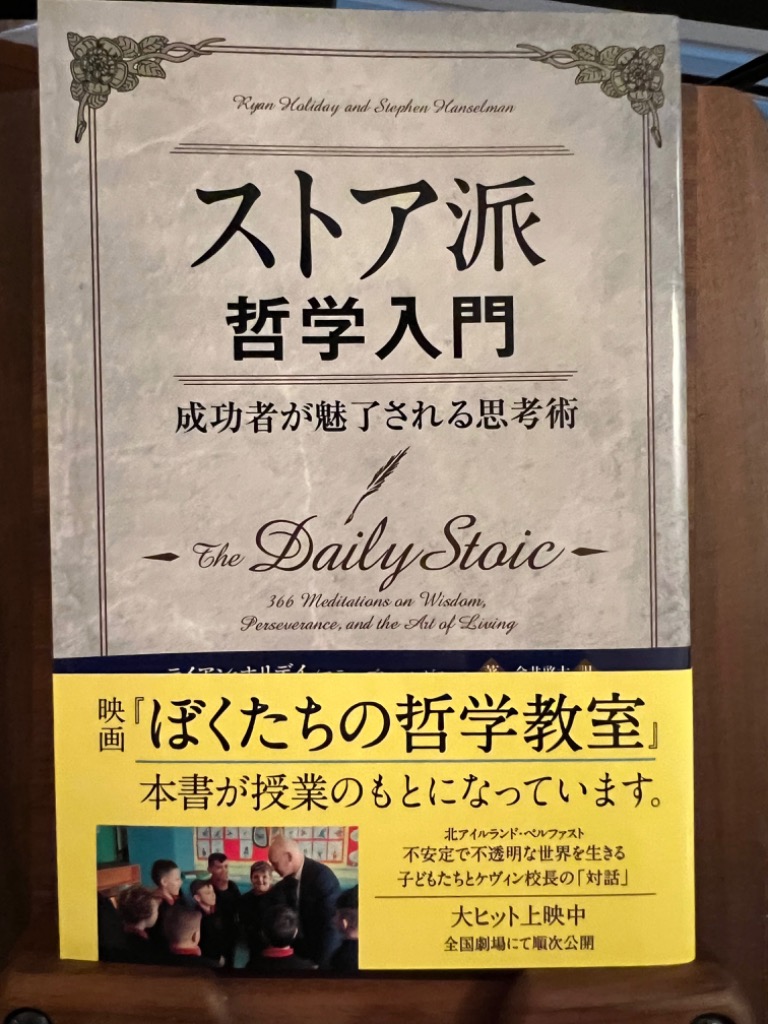 Ryan Holiday and Stephen Hanselman
ストア派
哲学入門
成功者が魅了される思考術
The Daily Stoic
366 Meditations on Wisdom,
Perseverance, and the Art of Living
映画『ぼくたちの哲学教室』
本書が授業のもとになっています。
北アイルランド・ベルファスト
不安定で不透明な世界を生きる
子どもたちとケヴィン校長の「対話」
大ヒット上映中
全国劇場にて順次公開